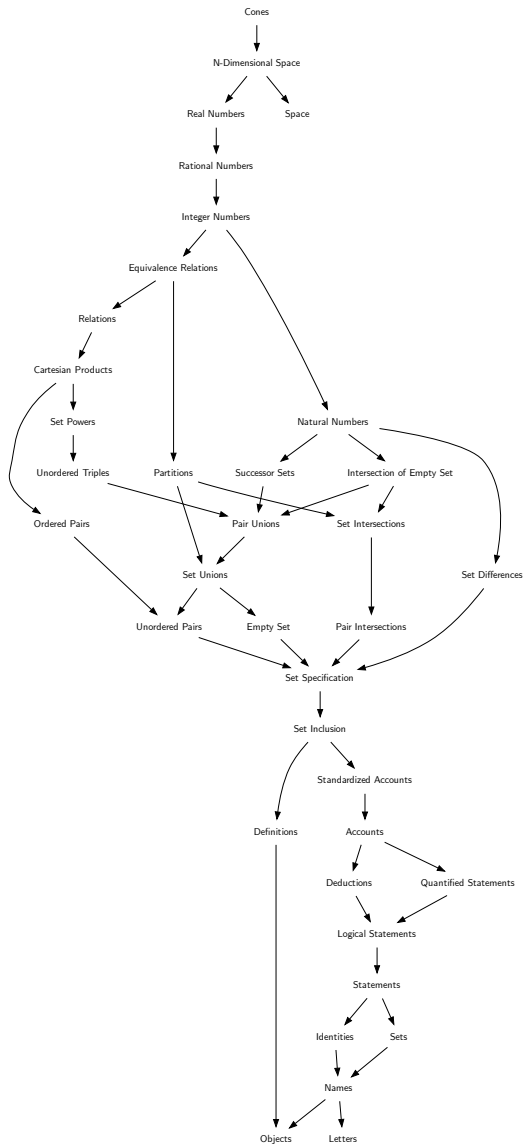 Cones
N-Dimensional Space
Real Numbers
Space
Rational Numbers
Integer Numbers
Equivalence Relations
Relations
Cartesian Products
Set Powers
Natural Numbers
Unordered Triples
Partitions
Successor Sets
Intersection of Empty Set
Ordered Pairs
Pair Unions
Set Intersections
Set Unions
Set Differences
Unordered Pairs
Empty Set
Pair Intersections
Set Specification
Set Inclusion
Standardized Accounts
Definitions
Accounts
Deductions
Quantified Statements
Logical Statements
Statements
Identities
Sets
Names
Objects
Letters